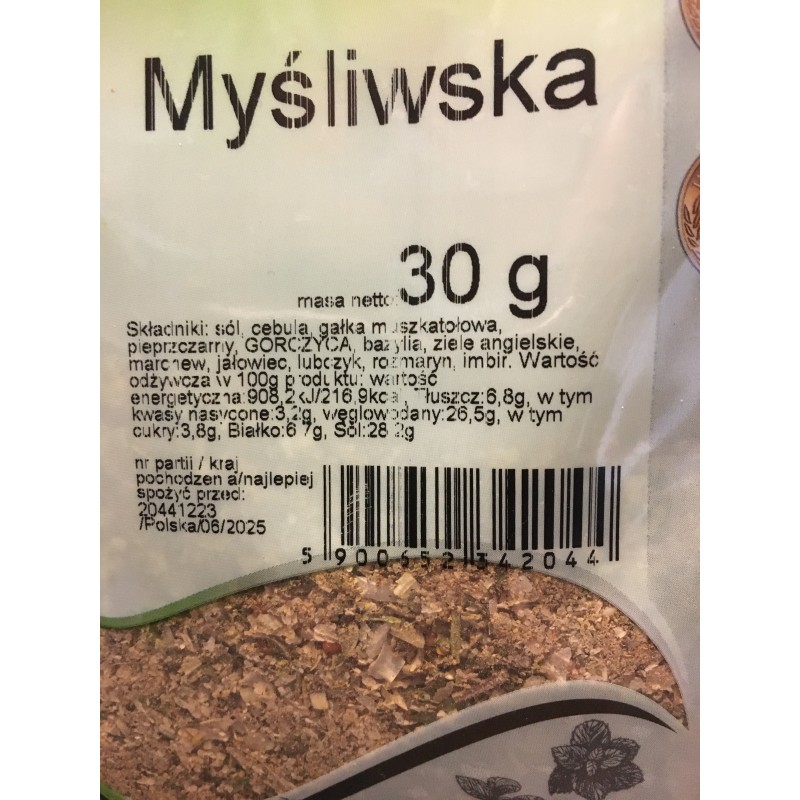 Myśliwska
masa netto: 30 g
Składniki: sól, cebula, gałka muszkatołowa,
pieprzczarny, GORCZYCA, bazylia, ziele angielskie,
marchew, jałowiec, lubczyk, rozmaryn, imbir. Wartość
odżywcza w 100g produktu: wartość
energetyczna:908,2kJ/216,9kcal, Tłuszcz:6,8g, w tym
kwasy nasycone:3,2g, węglowodany:26,5g, w tym
cukry:3,8g, Białko:6,7g, Sól:28,2g
nr partii / kraj
pochodzenia/najlepiej
spożyć przed:
20441223
/Polska/06/2025
5 900652 342044